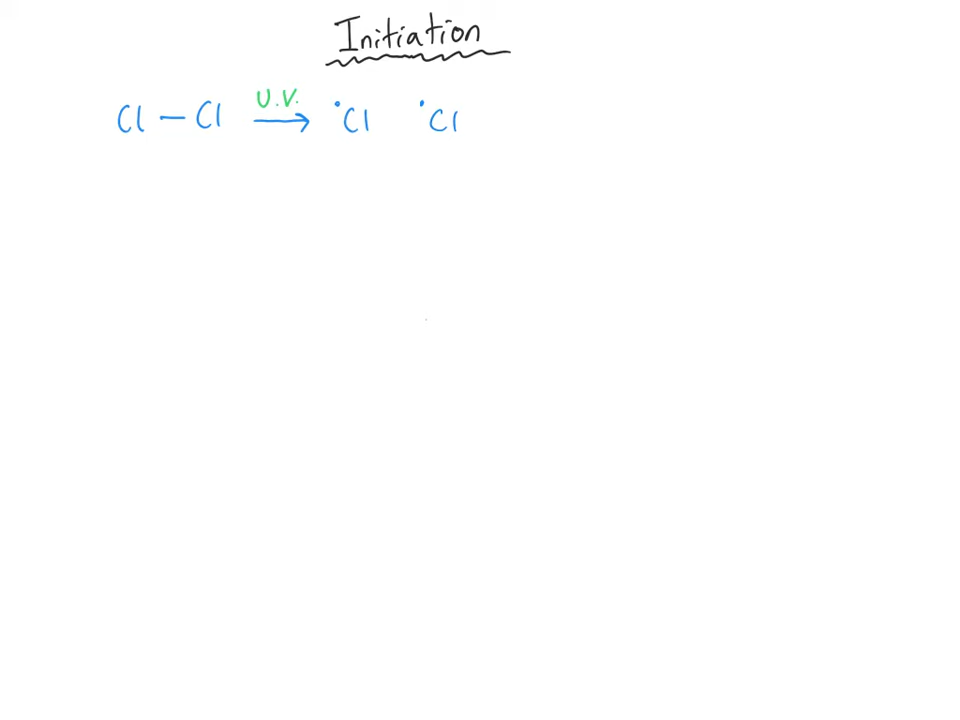 Initiation
U.V.
Cl — Cl → •Cl •Cl